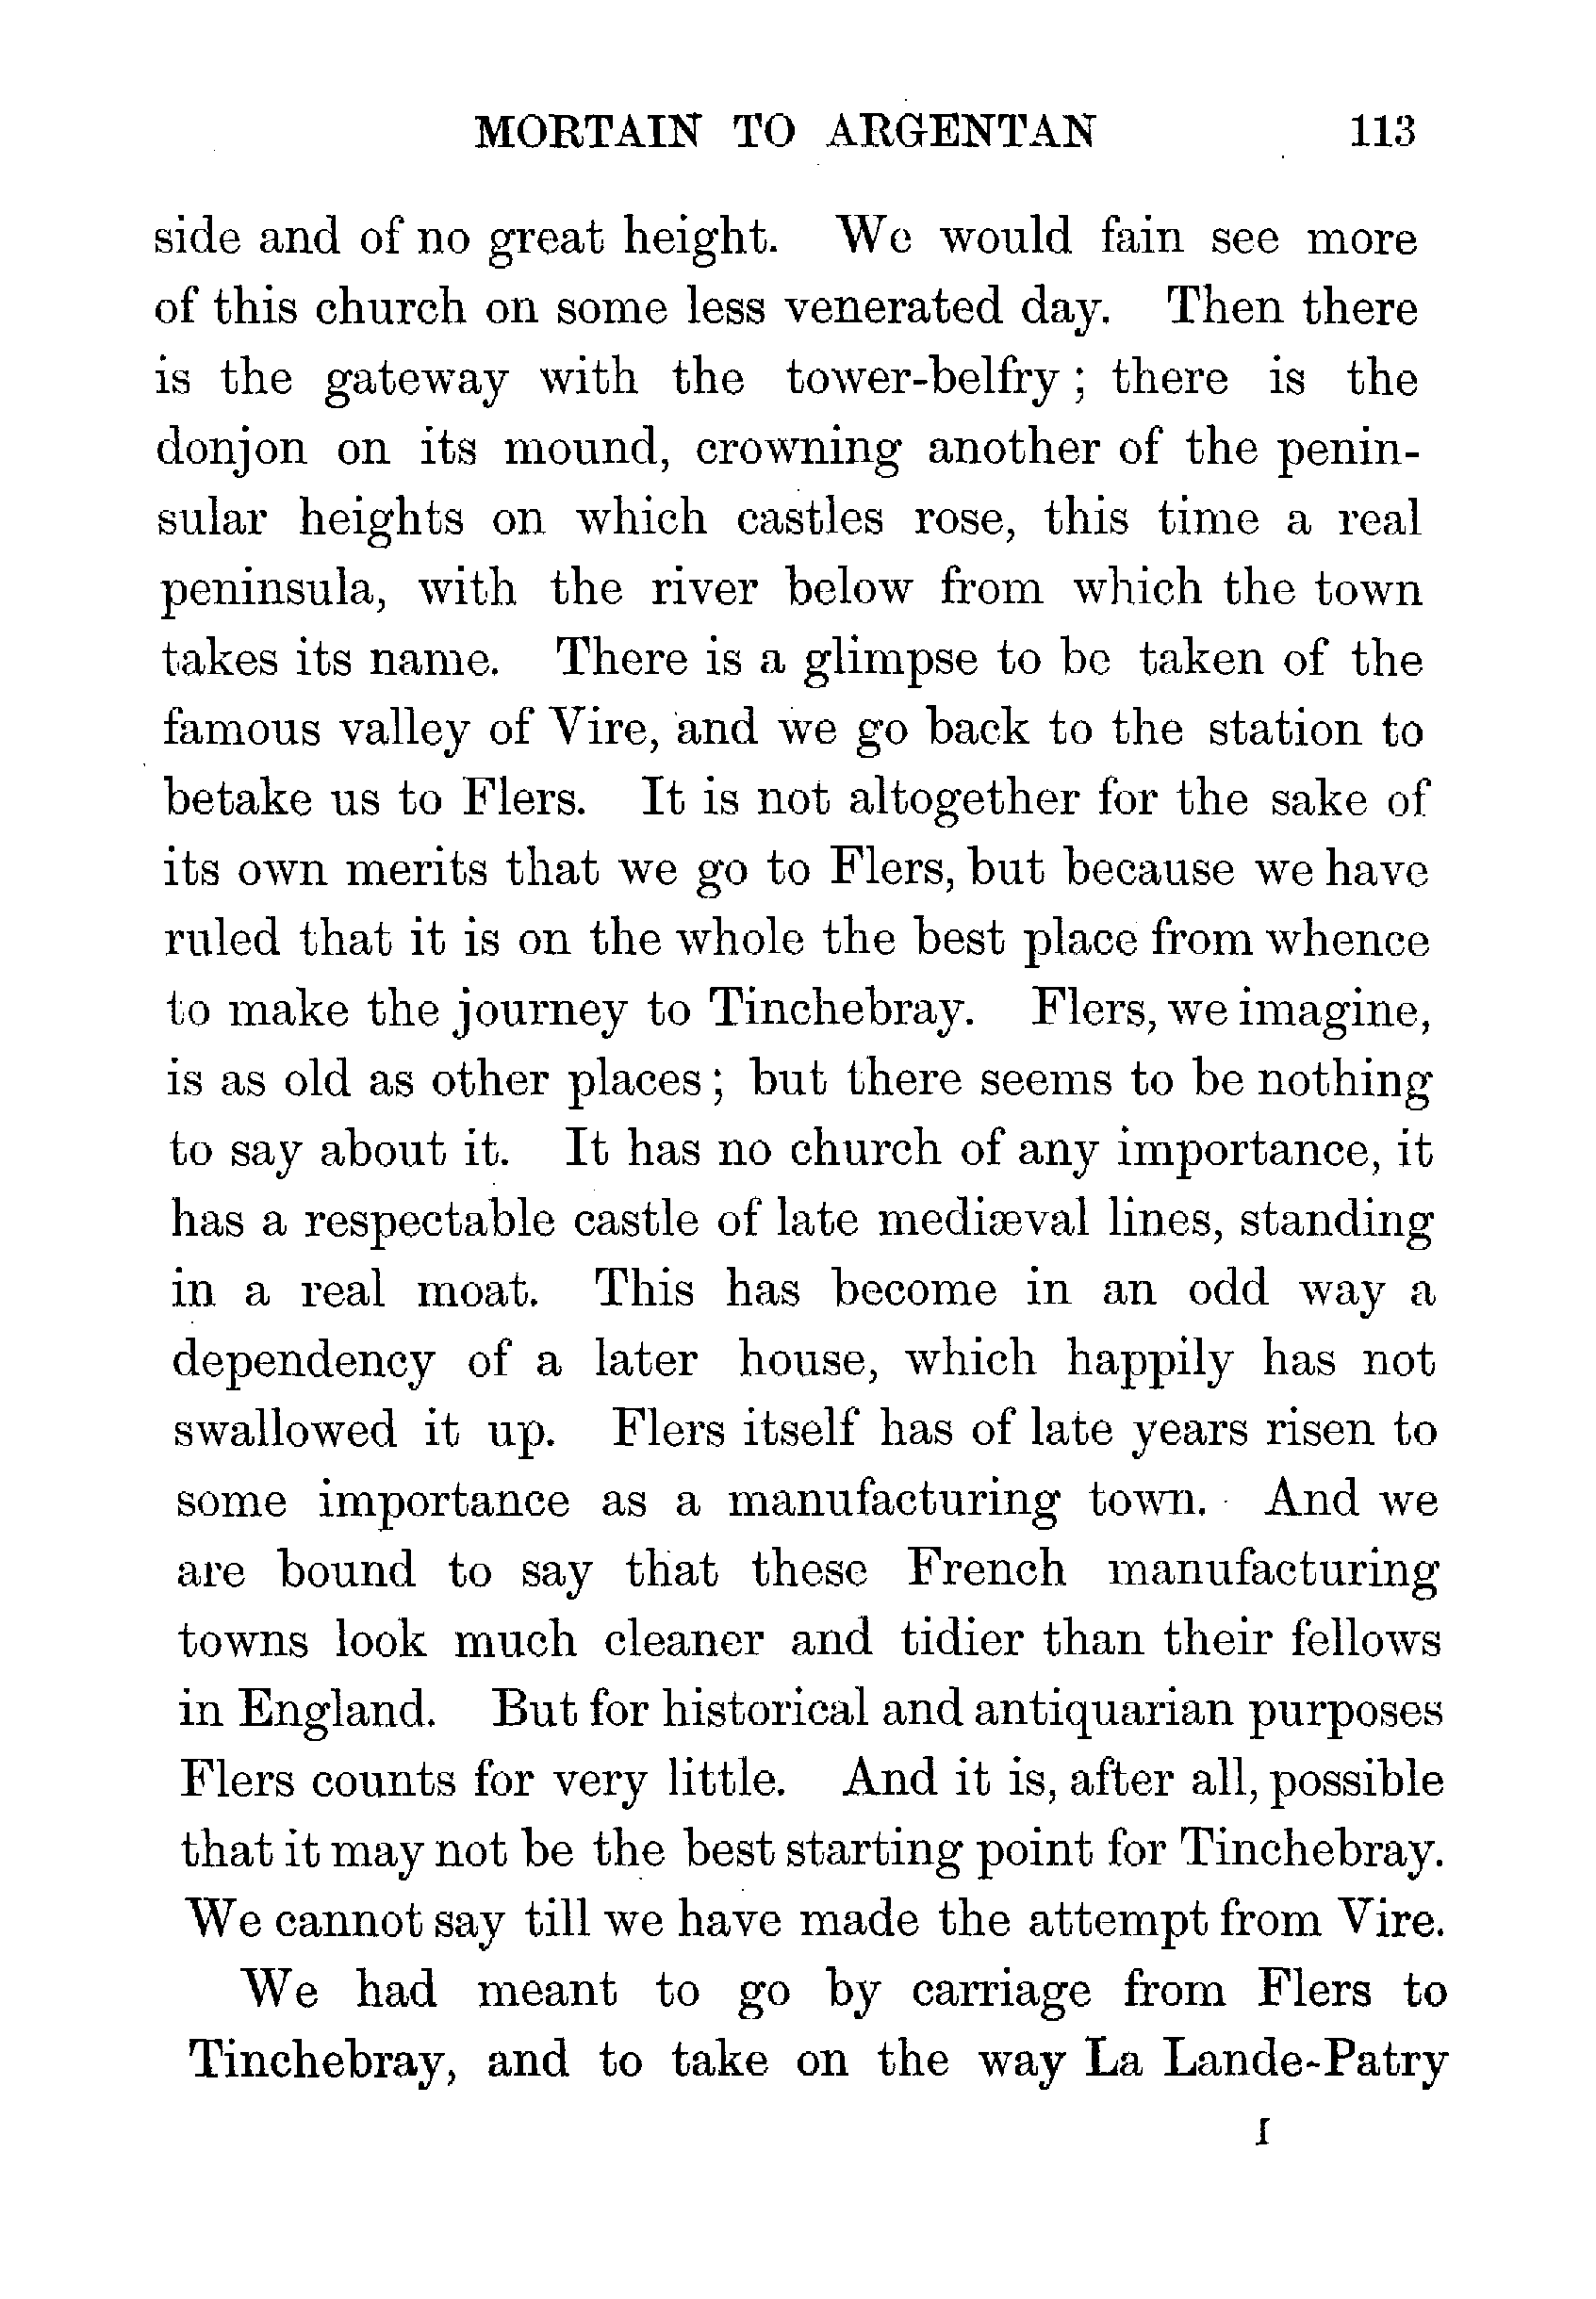 MORTAIN TO ARGENTAN 113
side and of no great height. We would fain see more
of this church on some less venerated day. Then there
is the gateway with the tower-belfry ; there is the
donjon on its mound, crowning another of the penin-
sular heights on which castles rose, this time a real
peninsula, with the river below from which the town
takes its name. There is a glimpse to be taken of the
famous valley of Vire, and we go back to the station to
betake us to Flers. It is not altogether for the sake of
its own merits that we go to Flers, but because we have
ruled that it is on the whole the best place from whence
to make the journey to Tinchebray. Flers, we imagine,
is as old as other places ; but there seems to be nothing
to say about it. It has no church of any importance, it
has a respectable castle of late mediæval lines, standing
in a real moat. This has become in an odd way a
dependency of a later house, which happily has not
swallowed it up. Flers itself has of late years risen to
some importance as a manufacturing town. And we
are bound to say that these French manufacturing
towns look much cleaner and tidier than their fellows
in England. But for historical and antiquarian purposes
Flers counts for very little. And it is, after all, possible
that it may not be the best starting point for Tinchebray.
We cannot say till we have made the attempt from Vire.
We had meant to go by carriage from Flers to
Tinchebray, and to take on the way La Lande-Patry
I